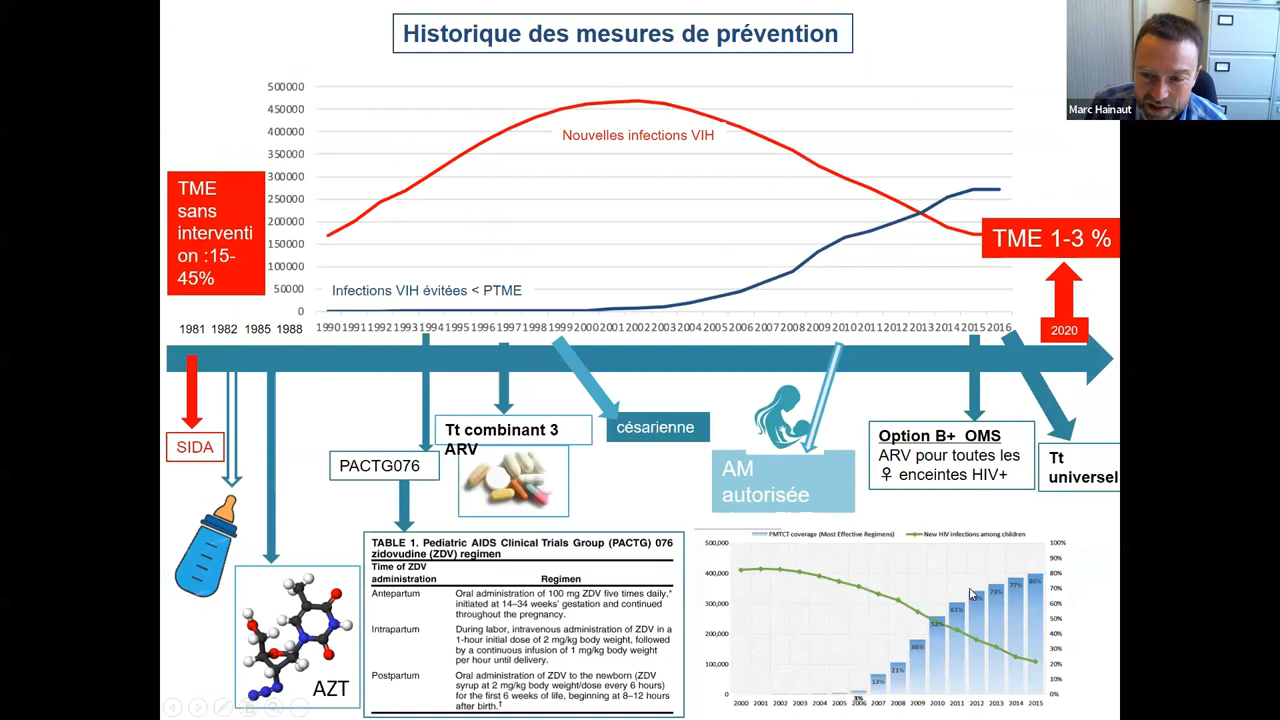 Historique des mesures de prévention
Marc Hainaut
500000
450000
400000
350000
300000
250000
200000
150000
100000
50000
0
Nouvelles infections VIH
Infections VIH évitées < PTME
TME
sans
interventi
on :15-
45%
TME 1-3 %
2020
1981 1982 1985 1988
1990 1991 1992 1993 1994 1995 1996 1997 1998 1999 2000 2001 2002 2003 2004 2005 2006 2007 2008 2009 2010 2011 2012 2013 2014 2015 2016
SIDA
PACTG076
Tt combinant 3
ARV
césarienne
AM
autorisée
Option B+ OMS
ARV pour toutes les
♀ enceintes HIV+
Tt
universel
AZT
TABLE 1. Pediatric AIDS Clinical Trials Group (PACTG) 076
zidovudine (ZDV) regimen
Time of ZDV
administration Regimen
Antepartum Oral administration of 100 mg ZDV five times daily,*
initiated at 14–34 weeks' gestation and continued
throughout the pregnancy.
Intrapartum During labor, intravenous administration of ZDV in a
1-hour initial dose of 2 mg/kg body weight, followed
by a continuous infusion of 1 mg/kg body weight
per hour until delivery.
Postpartum Oral administration of ZDV to the newborn (ZDV
syrup at 2 mg/kg body weight/dose every 6 hours)
for the first 6 weeks of life, beginning at 8–12 hours
after birth.†
PMTCT coverage (Most Effective Regimens) New HIV infections among children
500,000
400,000
300,000
200,000
100,000
0
100%
90%
80%
70%
60%
50%
40%
30%
20%
10%
0%
3% 13% 21% 36% 52% 61% 73% 77% 80%
2000 2001 2002 2003 2004 2005 2006 2007 2008 2009 2010 2011 2012 2013 2014 2015